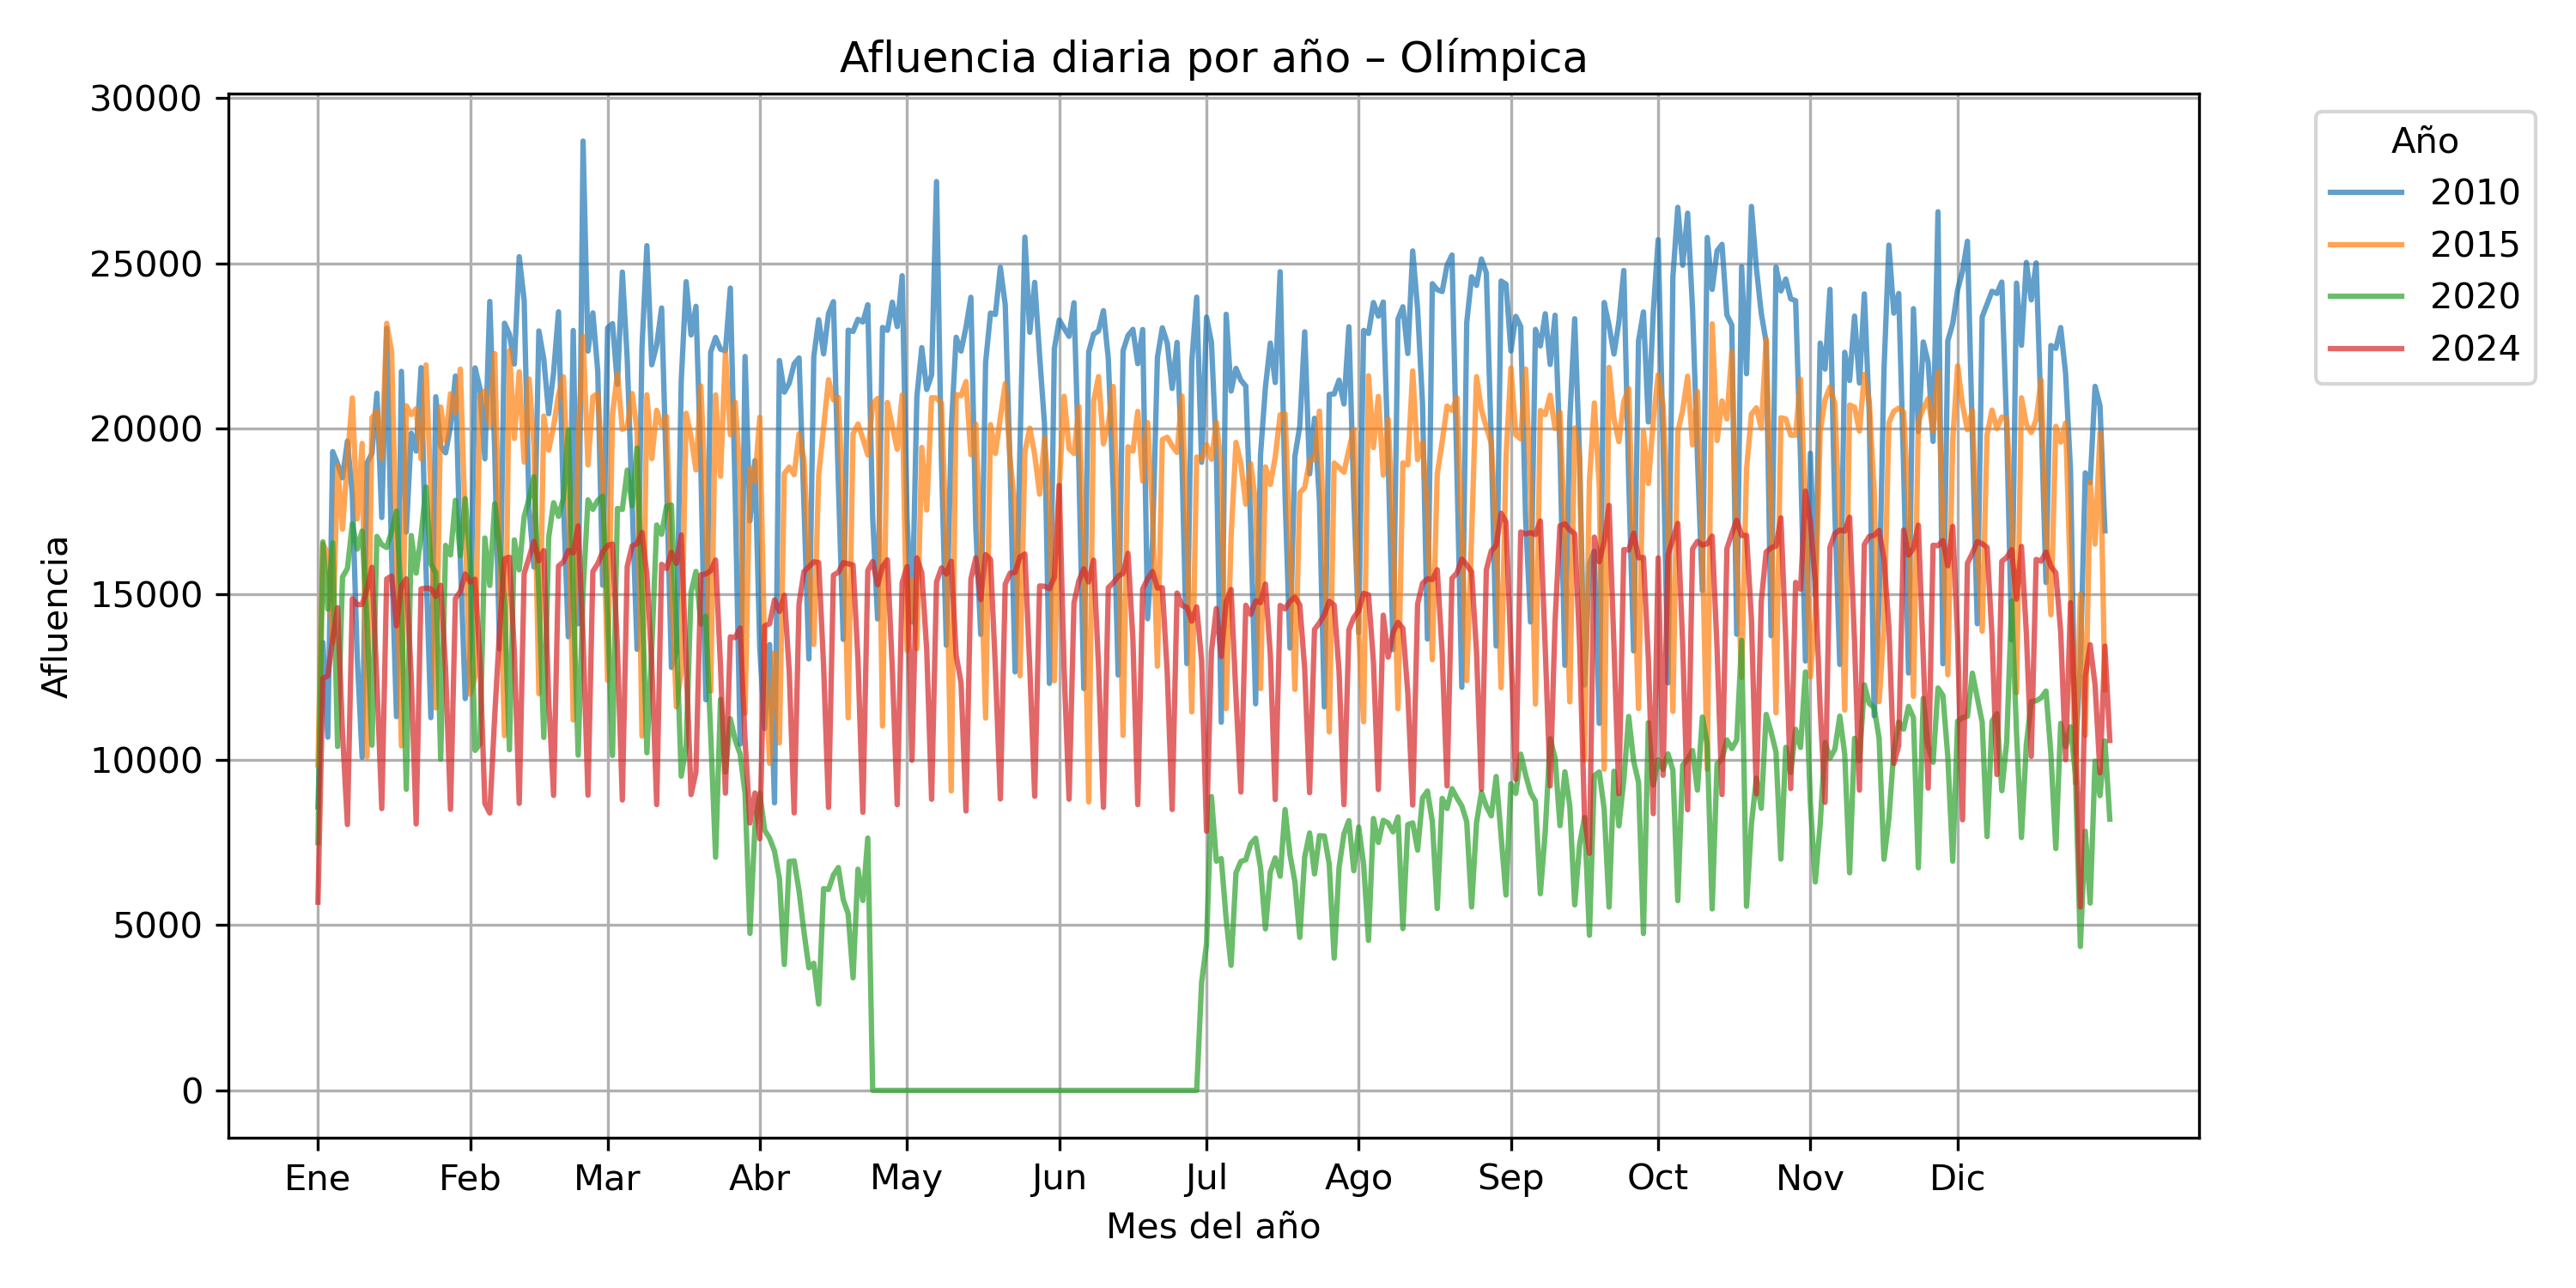 Afluencia diaria por año – Olímpica
30000
25000
20000
15000
10000
5000
0
Afluencia
Ene Feb Mar Abr May Jun Jul Ago Sep Oct Nov Dic
Mes del año
Año
2010
2015
2020
2024